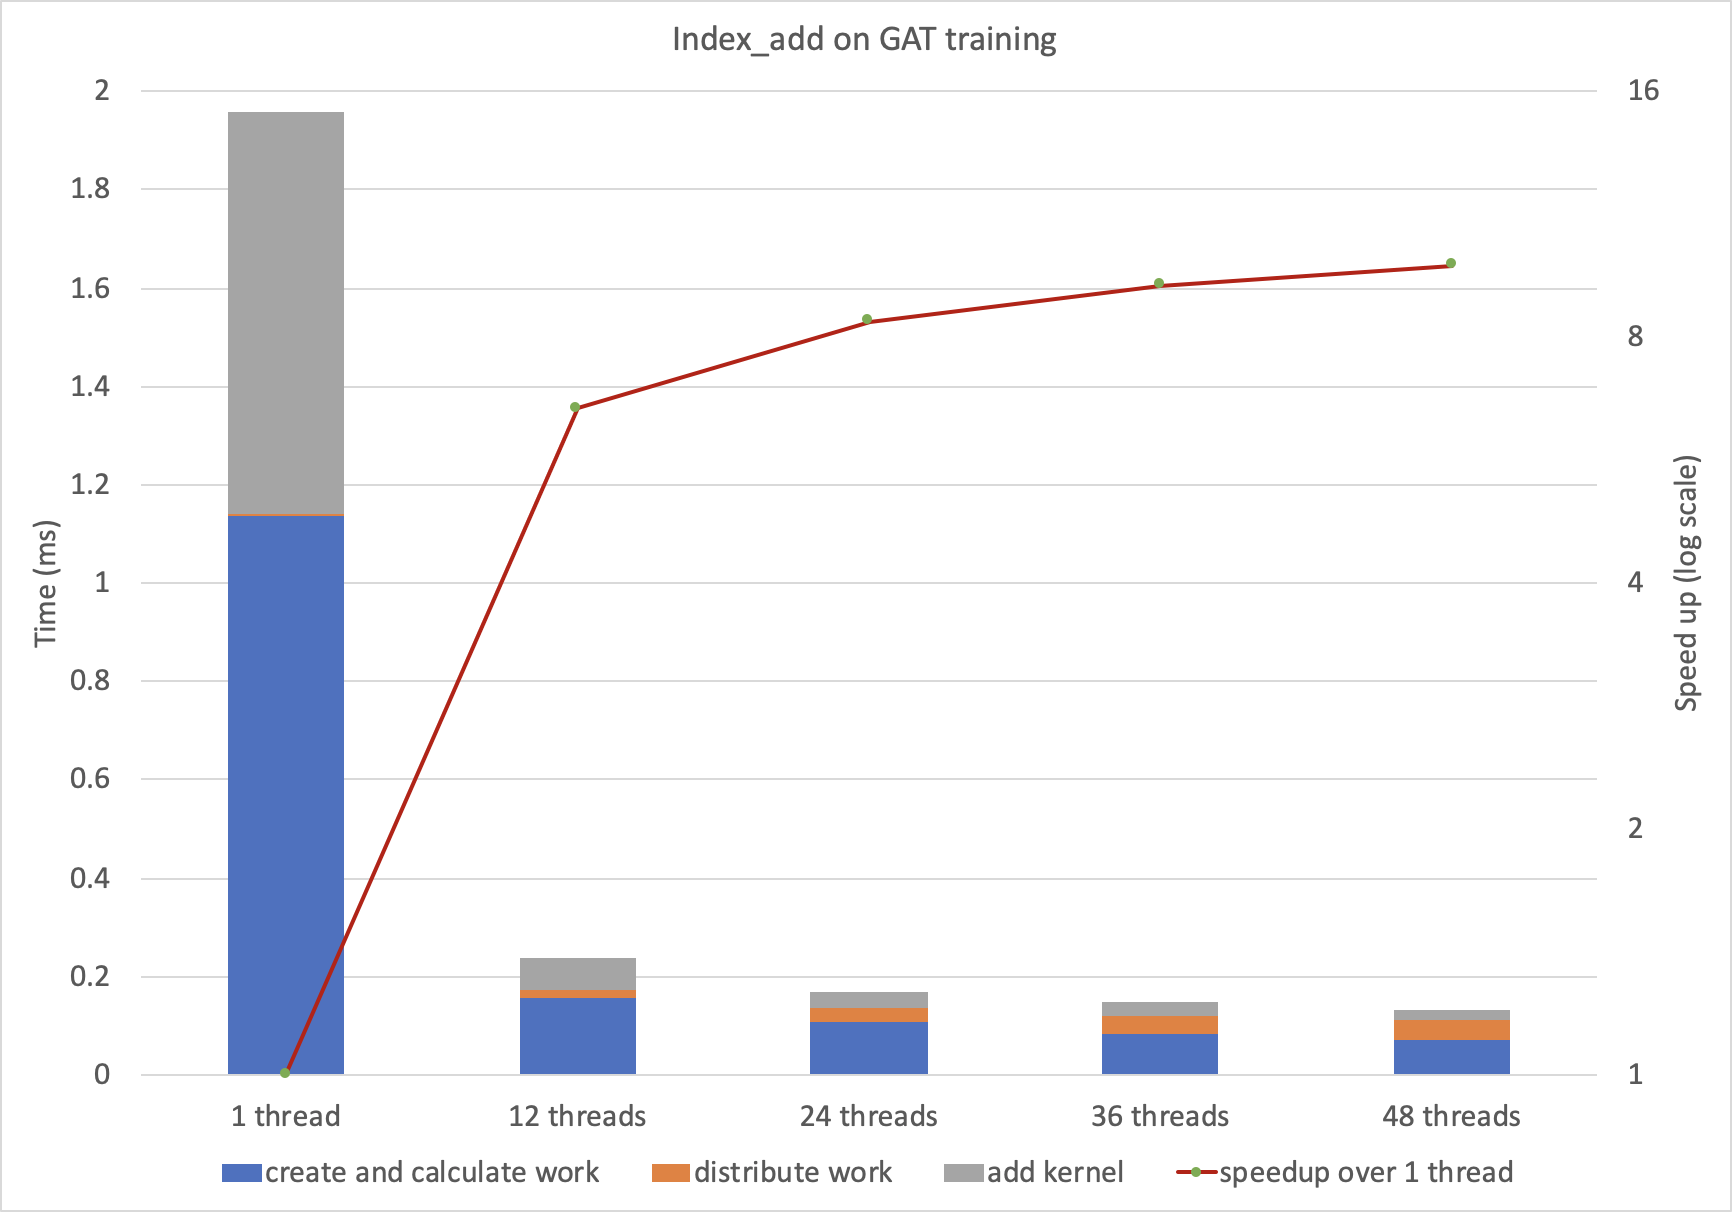 Index_add on GAT training
2
1.8
1.6
1.4
1.2
1
0.8
0.6
0.4
0.2
0
Time (ms)
16
8
4
2
1
Speed up (log scale)
1 thread
12 threads
24 threads
36 threads
48 threads
create and calculate work
distribute work
add kernel
speedup over 1 thread